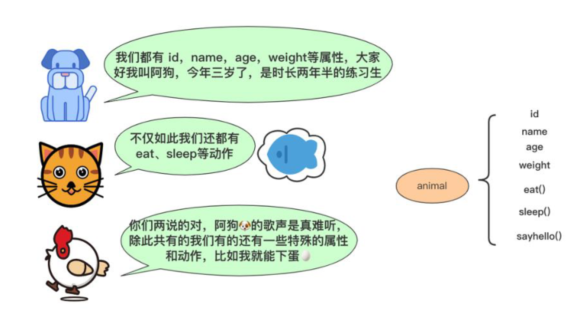 我们都有 id，name，age，weight等属性，大家
好我叫阿狗，今年三岁了，是时长两年半的练习生
不仅如此我们还都有
eat、sleep等动作
你们两说的对，阿狗🐶的歌声是真难听，
除此共有的我们有的还有一些特殊的属性
和动作，比如我就能下蛋🥚
animal
id
name
age
weight
eat()
sleep()
sayhello()